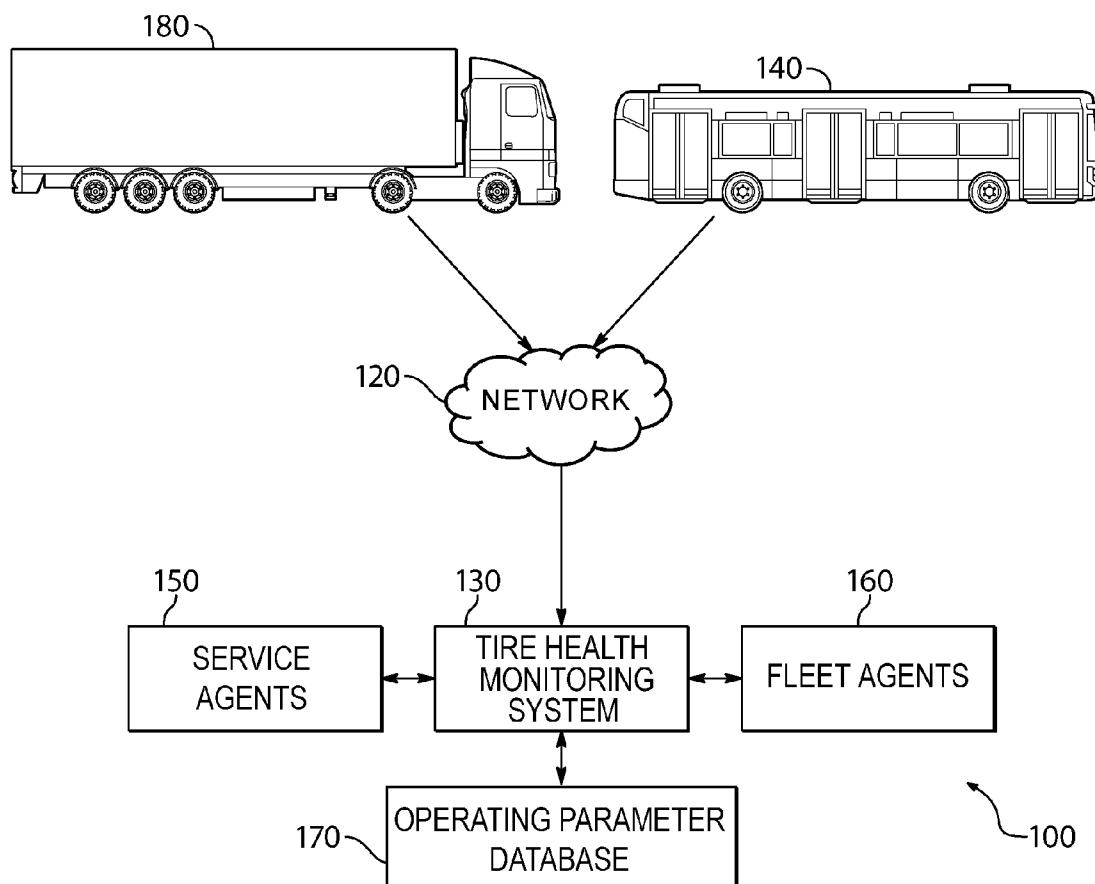 180
140
120
NETWORK
150
130
160
SERVICE
AGENTS
TIRE HEALTH
MONITORING
SYSTEM
FLEET AGENTS
170
OPERATING PARAMETER
DATABASE
100